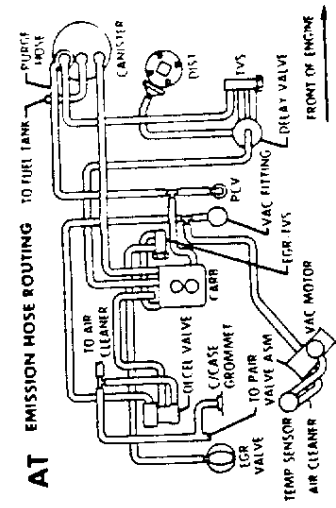 AT
EMISSION HOSE ROUTING
TO FUEL TANK
PURGE
HOSE
CANISTER
DIST
TVS
DELAY VALVE
FRONT OF ENGINE
PCV
VAC FITTING
EGR TVS
CARB
TO AIR
CLEANER
DECEL VALVE
C/CASE
GROMMET
TO PAIR
VALVE ASM
EGR
VALVE
VAC MOTOR
TEMP SENSOR
AIR CLEANER